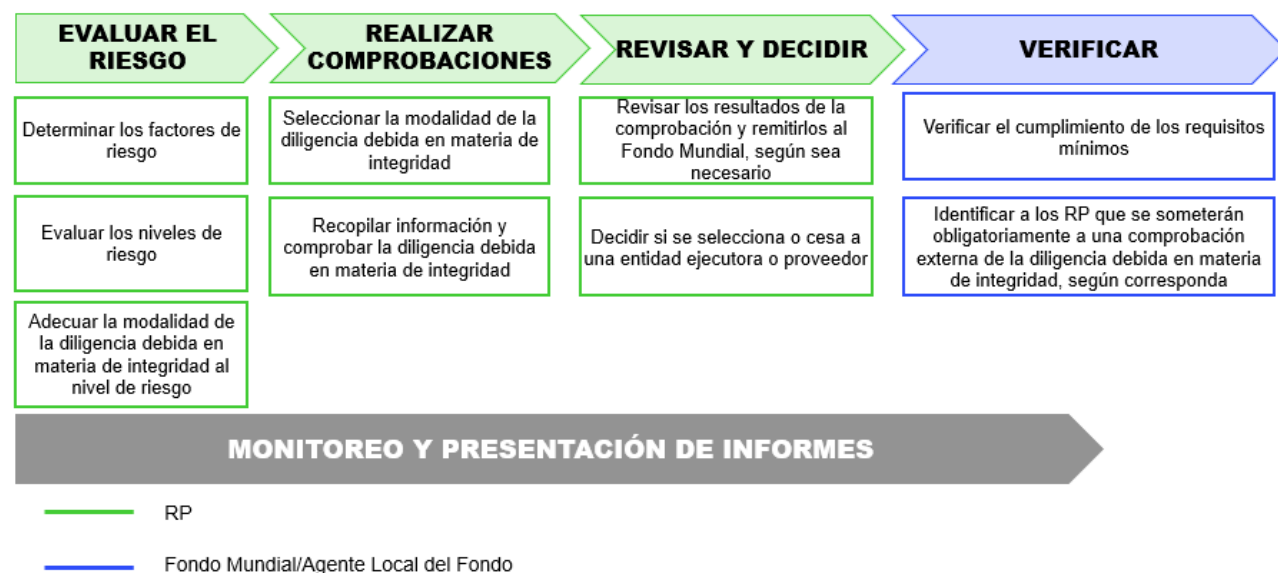 EVALUAR EL
RIESGO
REALIZAR
COMPROBACIONES
REVISAR Y DECIDIR
VERIFICAR
Determinar los factores de
riesgo
Evaluar los niveles de
riesgo
Adecuar la modalidad de
la diligencia debida en
materia de integridad al
nivel de riesgo
Seleccionar la modalidad de la
diligencia debida en materia de
integridad
Recopilar información y
comprobar la diligencia debida
en materia de integridad
Revisar los resultados de la
comprobación y remitirlos al
Fondo Mundial, según sea
necesario
Decidir si se selecciona o cesa a
una entidad ejecutora o proveedor
Verificar el cumplimiento de los requisitos
mínimos
Identificar a los RP que se someterán
obligatoriamente a una comprobación
externa de la diligencia debida en materia
de integridad, según corresponda
MONITOREO Y PRESENTACIÓN DE INFORMES
RP
Fondo Mundial/Agente Local del Fondo